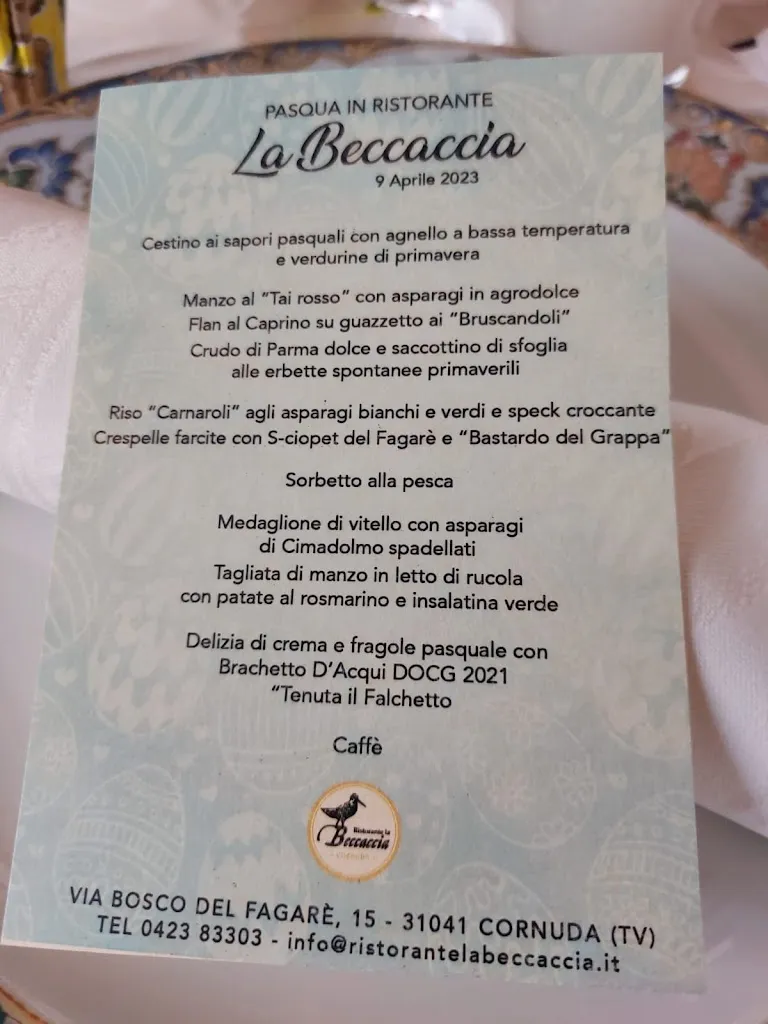 PASQUA IN RISTORANTE
La Beccaccia
9 Aprile 2023
Cestino ai sapori pasquali con agnello a bassa temperatura
e verdurine di primavera
Manzo al "Tai rosso" con asparagi in agrodolce
Flan al Caprino su guazzetto ai "Bruscandoli"
Crudo di Parma dolce e saccottino di sfoglia
alle erbette spontanee primaverili
Riso "Carnaroli" agli asparagi bianchi e verdi e speck croccante
Crespelle farcite con S-ciopet del Fagarè e "Bastardo del Grappa"
Sorbetto alla pesca
Medaglione di vitello con asparagi
di Cimadolmo spadellati
Tagliata di manzo in letto di rucola
con patate al rosmarino e insalatina verde
Delizia di crema e fragole pasquale con
Brachetto D'Acqui DOCG 2021
"Tenuta il Falchetto
Caffè
Ristorante la
Beccaccia
VIA BOSCO DEL FAGARÈ, 15 - 31041 CORNUDA (TV)
TEL 0423 83303 - info@ristorantelabeccaccia.it